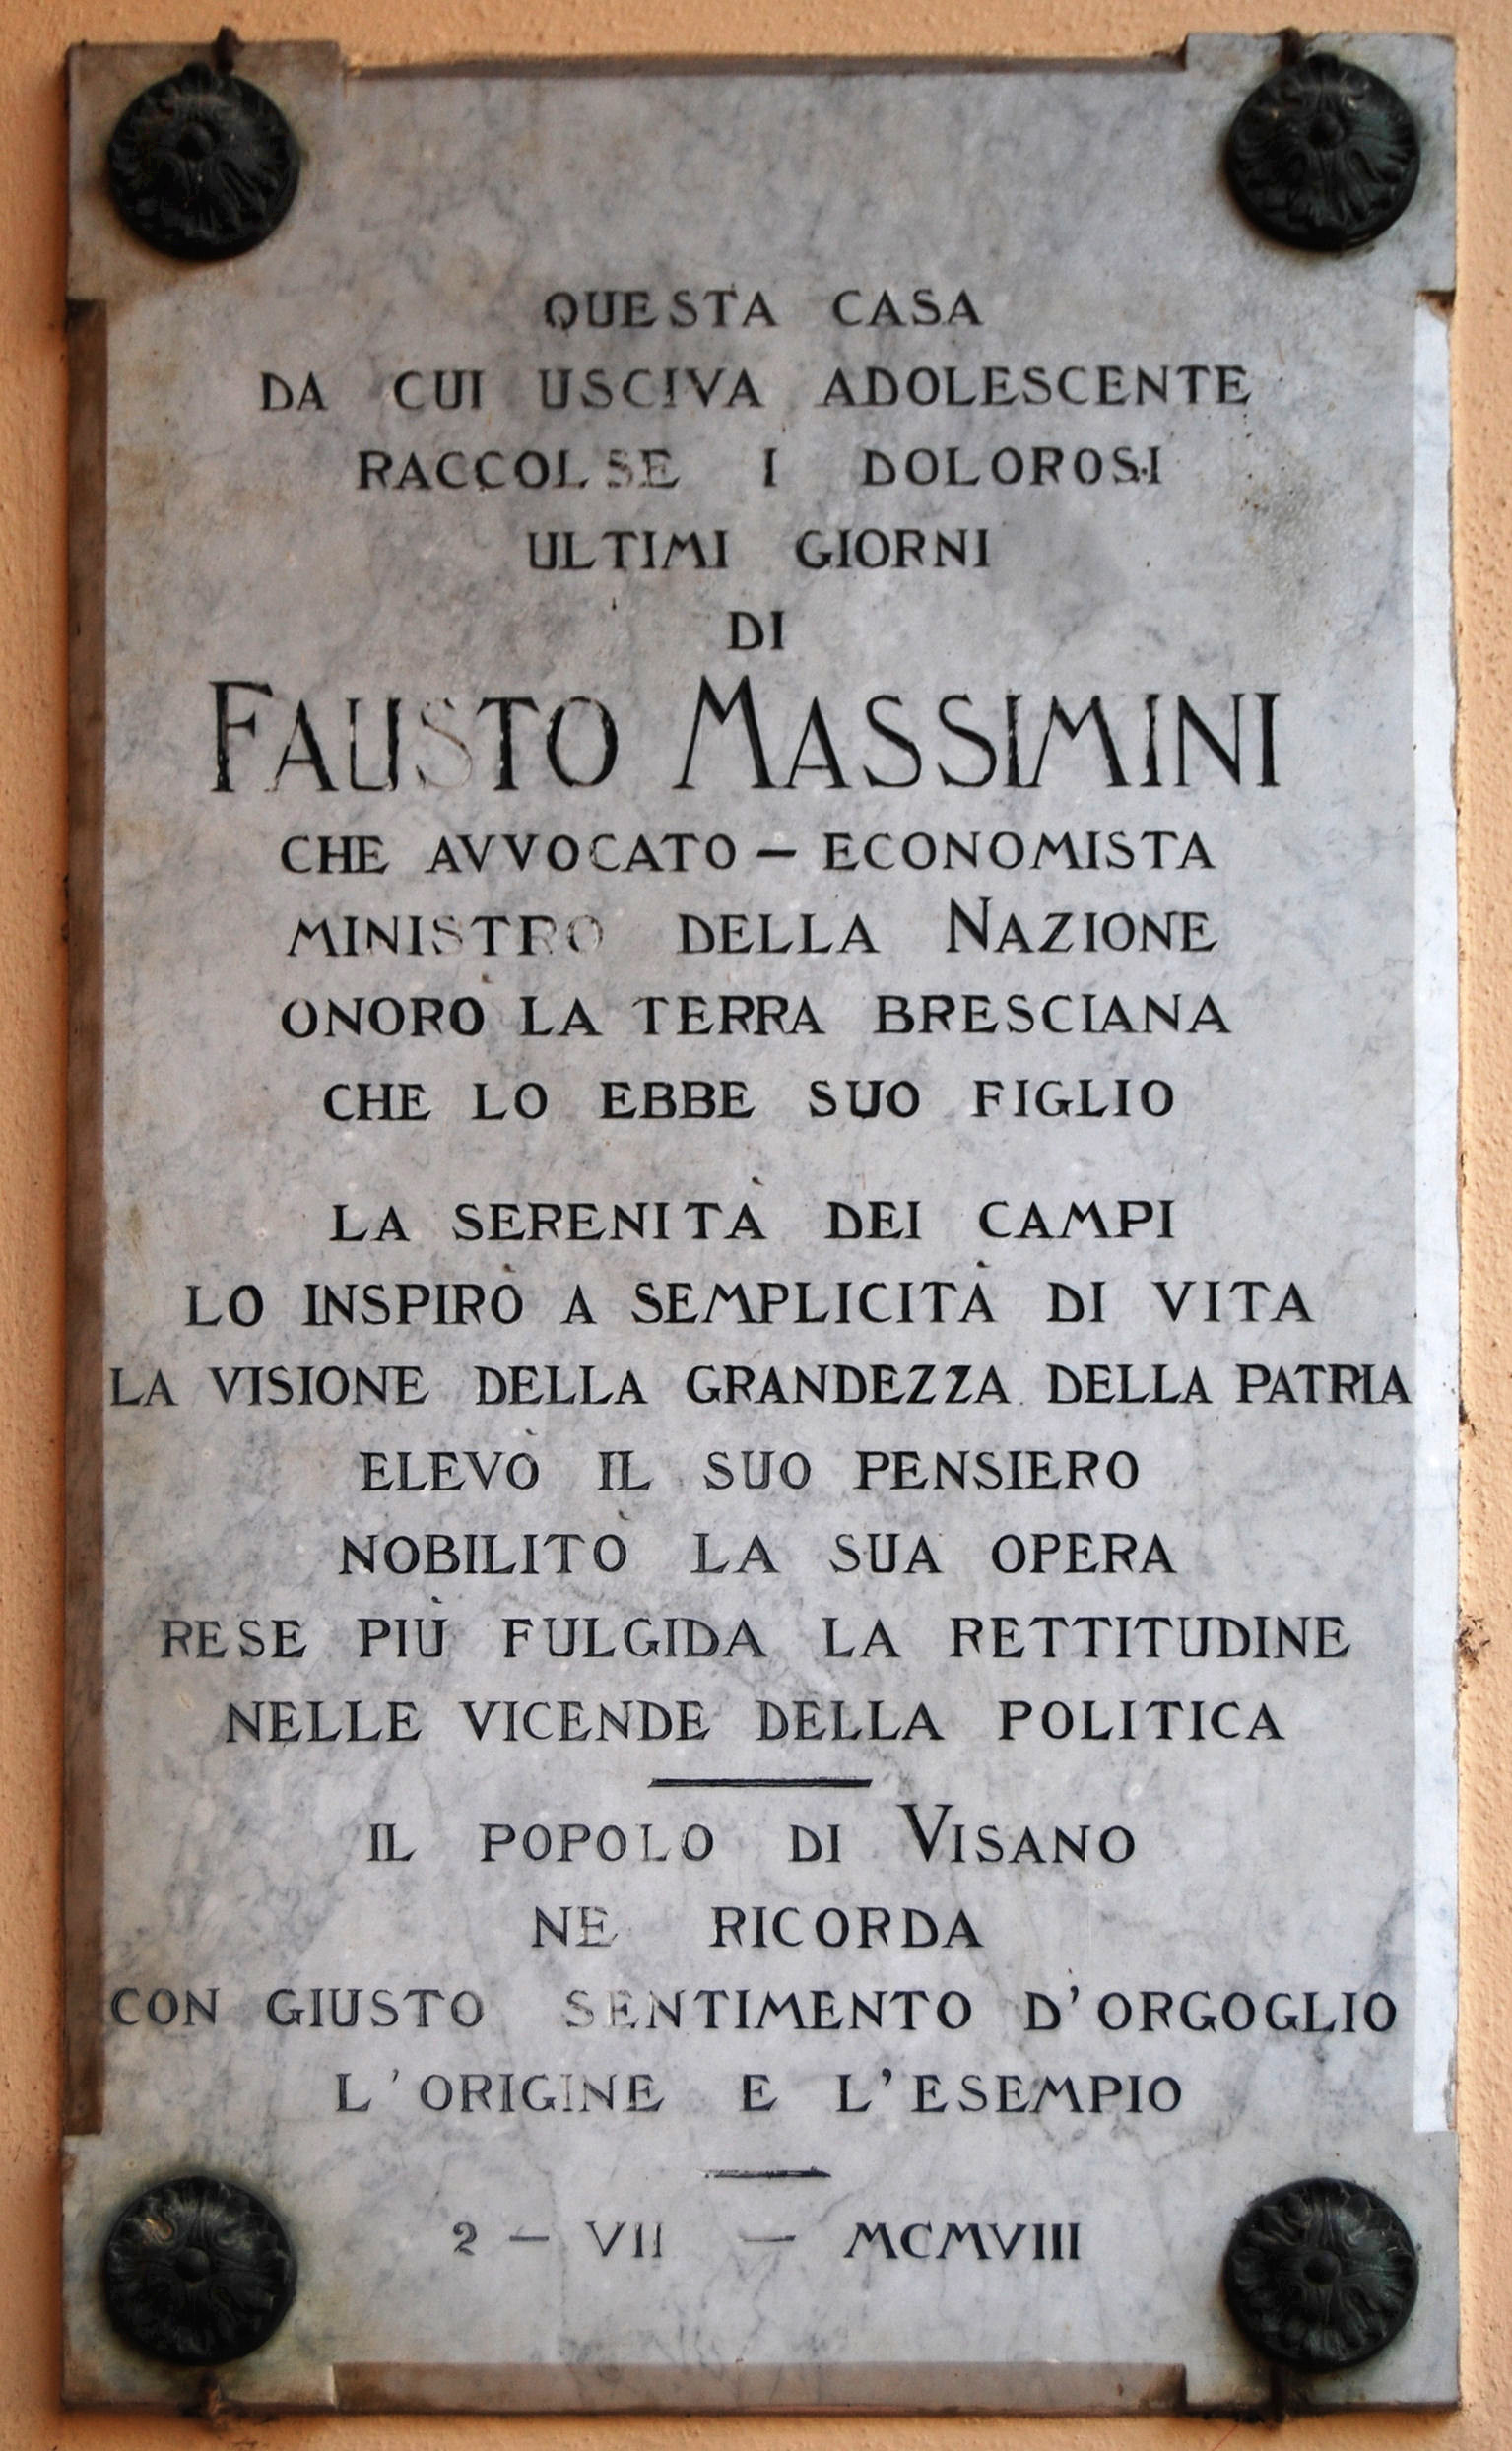 QUESTA CASA
DA CUI USCIVA ADOLESCENTE
RACCOLSE I DOLOROSI
ULTIMI GIORNI
DI
FAUSTO MASSIMINI
CHE AVVOCATO – ECONOMISTA
MINISTRO DELLA NAZIONE
ONORÒ LA TERRA BRESCIANA
CHE LO EBBE SUO FIGLIO
LA SERENITÀ DEI CAMPI
LO INSPIRÒ A SEMPLICITÀ DI VITA
LA VISIONE DELLA GRANDEZZA DELLA PATRIA
ELEVÒ IL SUO PENSIERO
NOBILITÒ LA SUA OPERA
RESE PIÙ FULGIDA LA RETTITUDINE
NELLE VICENDE DELLA POLITICA
IL POPOLO DI VISANO
NE RICORDA
CON GIUSTO SENTIMENTO D'ORGOGLIO
L'ORIGINE E L'ESEMPIO
2 – VII – MCMVIII